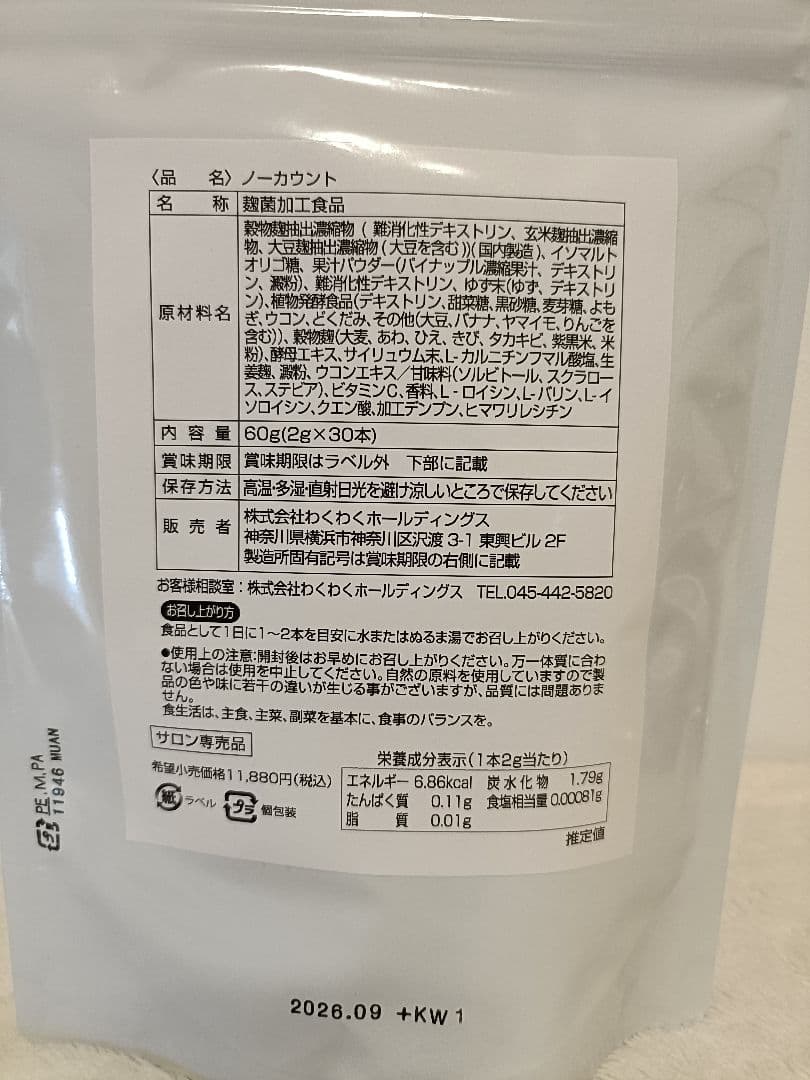 〈品　名〉ノーカウント
名　称　麹菌加工食品
原材料名
穀物麹抽出濃縮物(難消化性デキストリン、玄米麹抽出濃縮
物、大豆麹抽出濃縮物(大豆を含む))(国内製造)、イソマルト
オリゴ糖、果汁パウダー(パイナップル濃縮果汁、デキストリ
ン、澱粉)、難消化性デキストリン、ゆず末(ゆず、デキストリ
ン)、植物発酵食品(デキストリン、甜菜糖、黒砂糖、麦芽糖、よも
ぎ、ウコン、どくだみ、その他(大豆、バナナ、ヤマイモ、りんごを
含む))、穀物麹(大麦、あわ、ひえ、きび、タカキビ、紫黒米、米
粉)、酵母エキス、サイリュウム末、L-カルニチンフマル酸塩、生
姜麹、澱粉、ウコンエキス／甘味料(ソルビトール、スクラロー
ス、ステビア)、ビタミンC、香料、L-ロイシン、L-バリン、L-イ
ソロイシン、クエン酸、加工デンプン、ヒマワリレシチン
内容量　60g(2g×30本)
賞味期限　賞味期限はラベル外　下部に記載
保存方法　高温・多湿・直射日光を避け涼しいところで保存してください
販売者
株式会社わくわくホールディングス
神奈川県横浜市神奈川区沢渡 3-1 東興ビル 2F
製造所固有記号は賞味期限の右側に記載
お客様相談室：株式会社わくわくホールディングス　TEL.045-442-5820
お召し上がり方
食品として1日に1〜2本を目安に水またはぬるま湯でお召し上がりください。
●使用上の注意:開封後はお早めにお召し上がりください。万一体質に合わ
ない場合は使用を中止してください。自然の原料を使用していますので製
品の色や味に若干の違いが生じる事がございますが、品質には問題ありま
せん。
食生活は、主食、主菜、副菜を基本に、食事のバランスを。
サロン専売品
希望小売価格11,880円(税込)
紙 ラベル プラ 個包装
栄養成分表示(1本2g当たり)
エネルギー 6.86kcal 炭水化物 1.79g
たんぱく質 0.11g 食塩相当量 0.00081g
脂　質 0.01g
推定値
プラ PE.M.PA
11946 MUAN
2026.09 +KW1